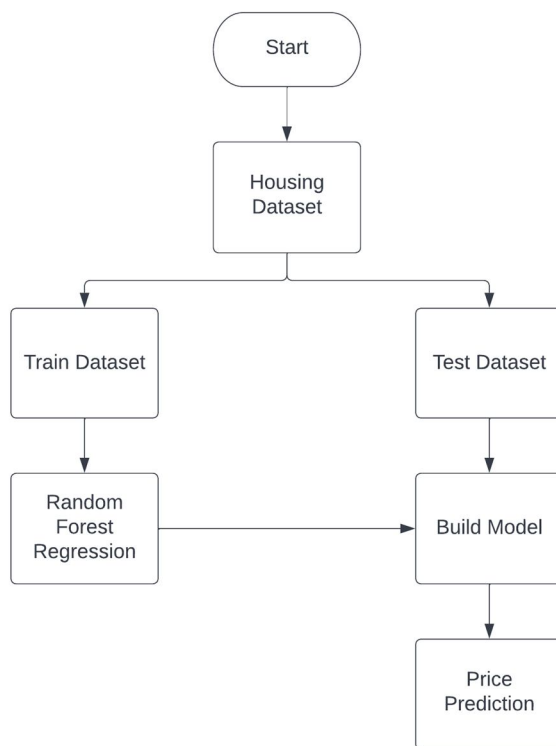 Start
Housing
Dataset
Train Dataset
Test Dataset
Random
Forest
Regression
Build Model
Price
Prediction